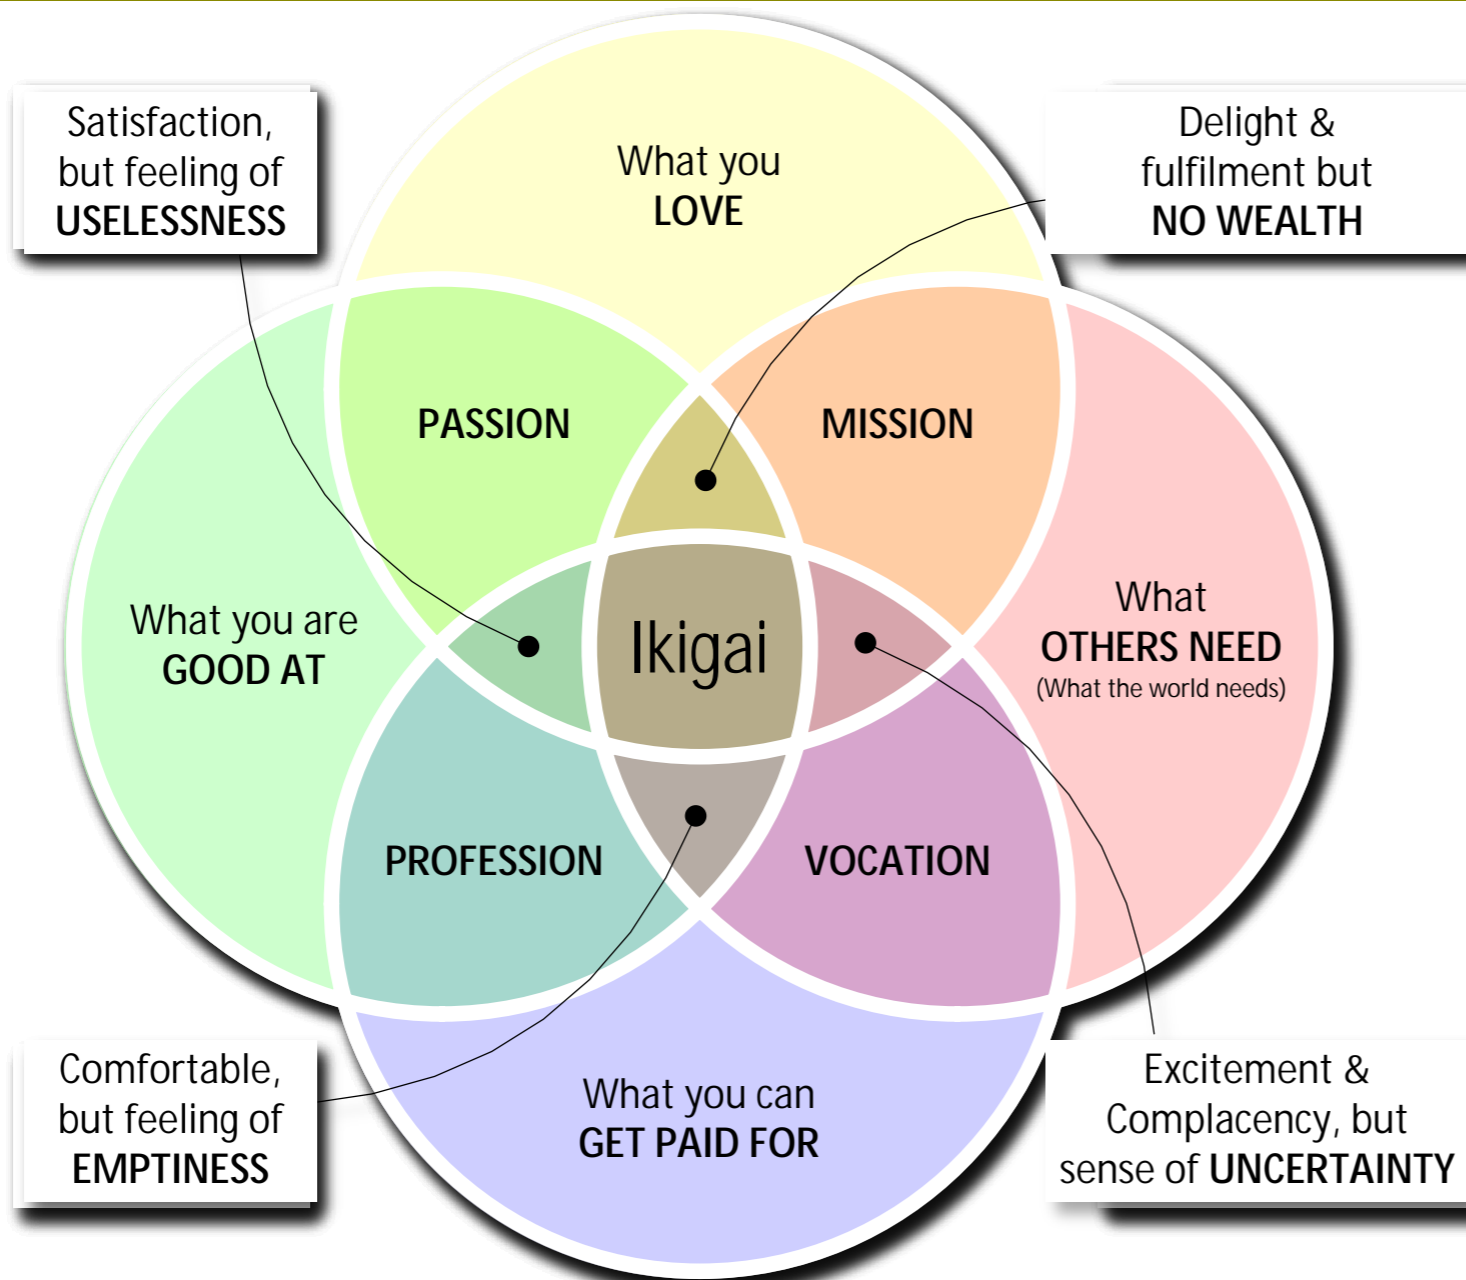 Satisfaction,
but feeling of
USELESSNESS
What you
LOVE
Delight &
fulfilment but
NO WEALTH
PASSION
MISSION
What you are
GOOD AT
Ikigai
What
OTHERS NEED
(What the world needs)
PROFESSION
VOCATION
Comfortable,
but feeling of
EMPTINESS
What you can
GET PAID FOR
Excitement &
Complacency, but
sense of UNCERTAINTY